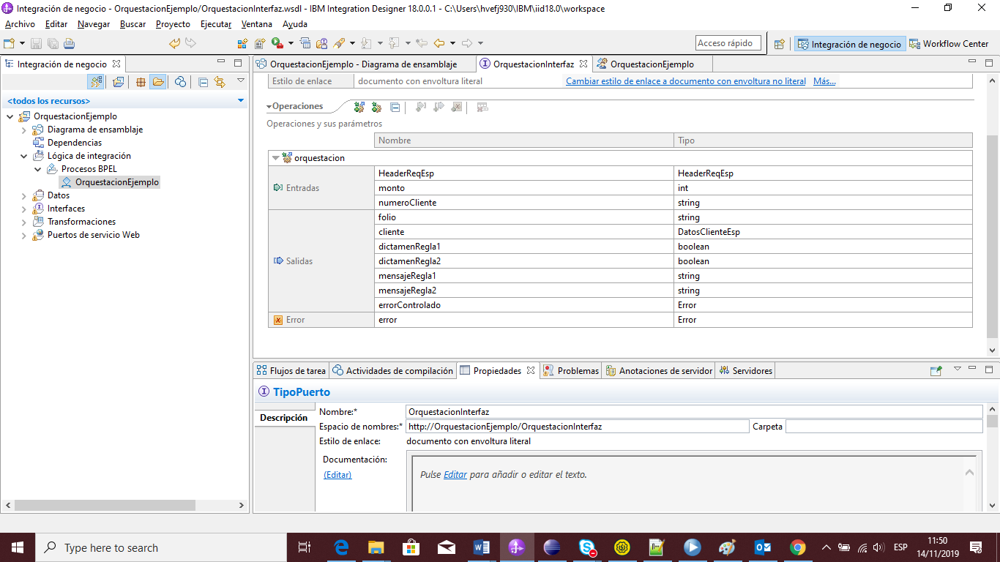 Integración de negocio - OrquestacionEjemplo/OrquestacionInterfaz.wsdl - IBM Integration Designer 18.0.0.1 - C:\Users\hvefj930\IBM\iid18.0\workspace
Archivo Editar Navegar Buscar Proyecto Ejecutar Ventana Ayuda
Acceso rápido Integración de negocio Workflow Center
Integración de negocio
<todos los recursos>
OrquestacionEjemplo
Diagrama de ensamblaje
Dependencias
Lógica de integración
Procesos BPEL
OrquestacionEjemplo
Datos
Interfaces
Transformaciones
Puertos de servicio Web
OrquestacionEjemplo - Diagrama de ensamblaje OrquestacionInterfaz OrquestacionEjemplo
Estilo de enlace documento con envoltura literal Cambiar estilo de enlace a documento con envoltura no literal Más...
Operaciones
Operaciones y sus parámetros
Nombre Tipo
orquestacion
HeaderReqEsp HeaderReqEsp
Entradas monto int
numeroCliente string
folio string
cliente DatosClienteEsp
dictamenRegla1 boolean
Salidas dictamenRegla2 boolean
mensajeRegla1 string
mensajeRegla2 string
errorControlado Error
Error error Error
Flujos de tarea Actividades de compilación Propiedades Problemas Anotaciones de servidor Servidores
TipoPuerto
Descripción
Nombre:* OrquestacionInterfaz
Espacio de nombres:* http://OrquestacionEjemplo/OrquestacionInterfaz Carpeta
Estilo de enlace: documento con envoltura literal
Documentación:
(Editar) Pulse Editar para añadir o editar el texto.
Type here to search
ESP 11:50
14/11/2019